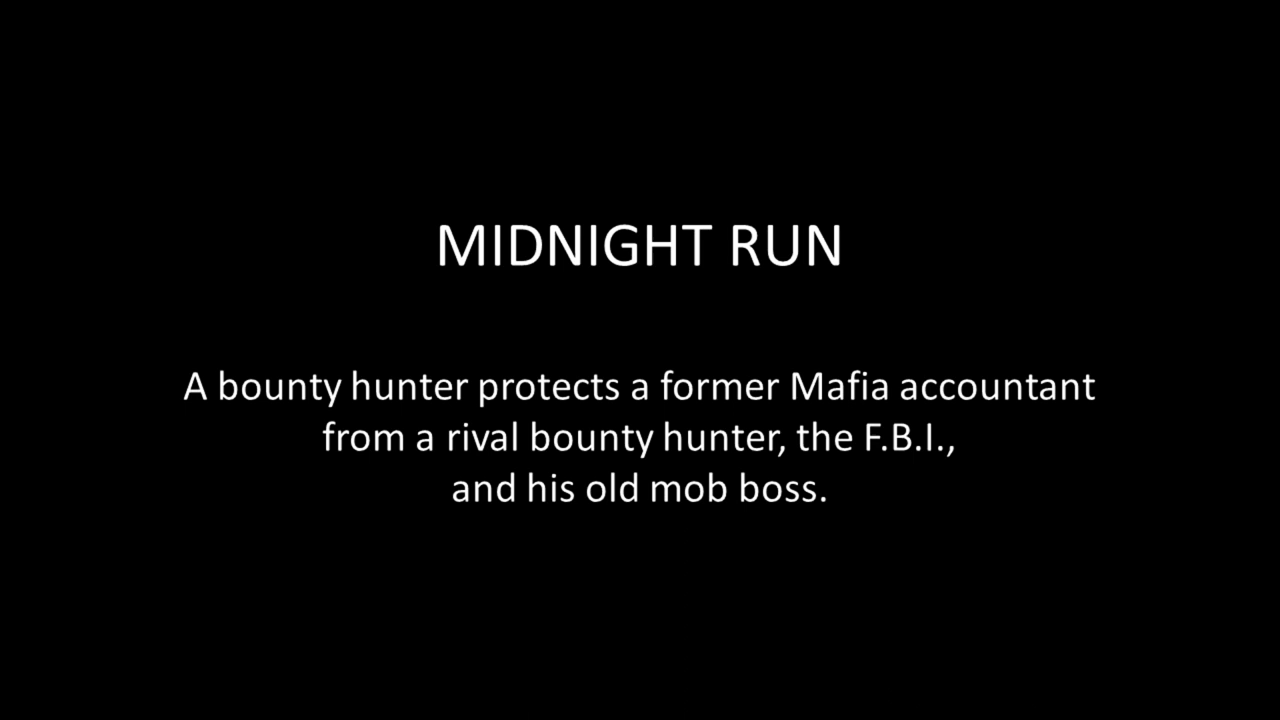 MIDNIGHT RUN
A bounty hunter protects a former Mafia accountant
from a rival bounty hunter, the F.B.I.,
and his old mob boss.